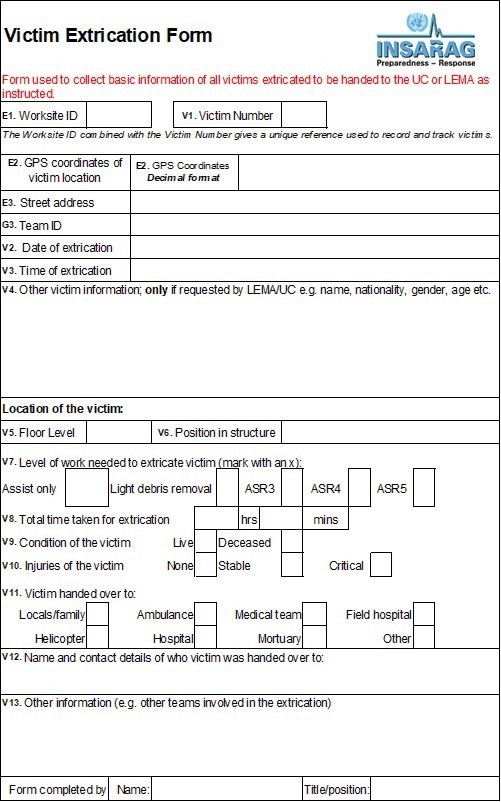 Victim Extrication Form
INSARAG
Preparedness - Response
Form used to collect basic information of all victims extricated to be handed to the UC or LEMA as
instructed.
E1. Worksite ID V1. Victim Number
The Worksite ID combined with the Victim Number gives a unique reference used to record and track victims.
E2. GPS coordinates of E2. GPS Coordinates
victim location Decimal format
E3. Street address
G3. Team ID
V2. Date of extrication
V3. Time of extrication
V4. Other victim information; only if requested by LEMA/UC e.g. name, nationality, gender, age etc.
Location of the victim:
V5. Floor Level V6. Position in structure
V7. Level of work needed to extricate victim (mark with an x):
Assist only Light debris removal ASR3 ASR4 ASR5
V8. Total time taken for extrication hrs mins
V9. Condition of the victim Live Deceased
V10. Injuries of the victim None Stable Critical
V11. Victim handed over to:
Locals/family Ambulance Medical team Field hospital
Helicopter Hospital Mortuary Other
V12. Name and contact details of who victim was handed over to:
V13. Other information (e.g. other teams involved in the extrication)
Form completed by Name: Title/position: